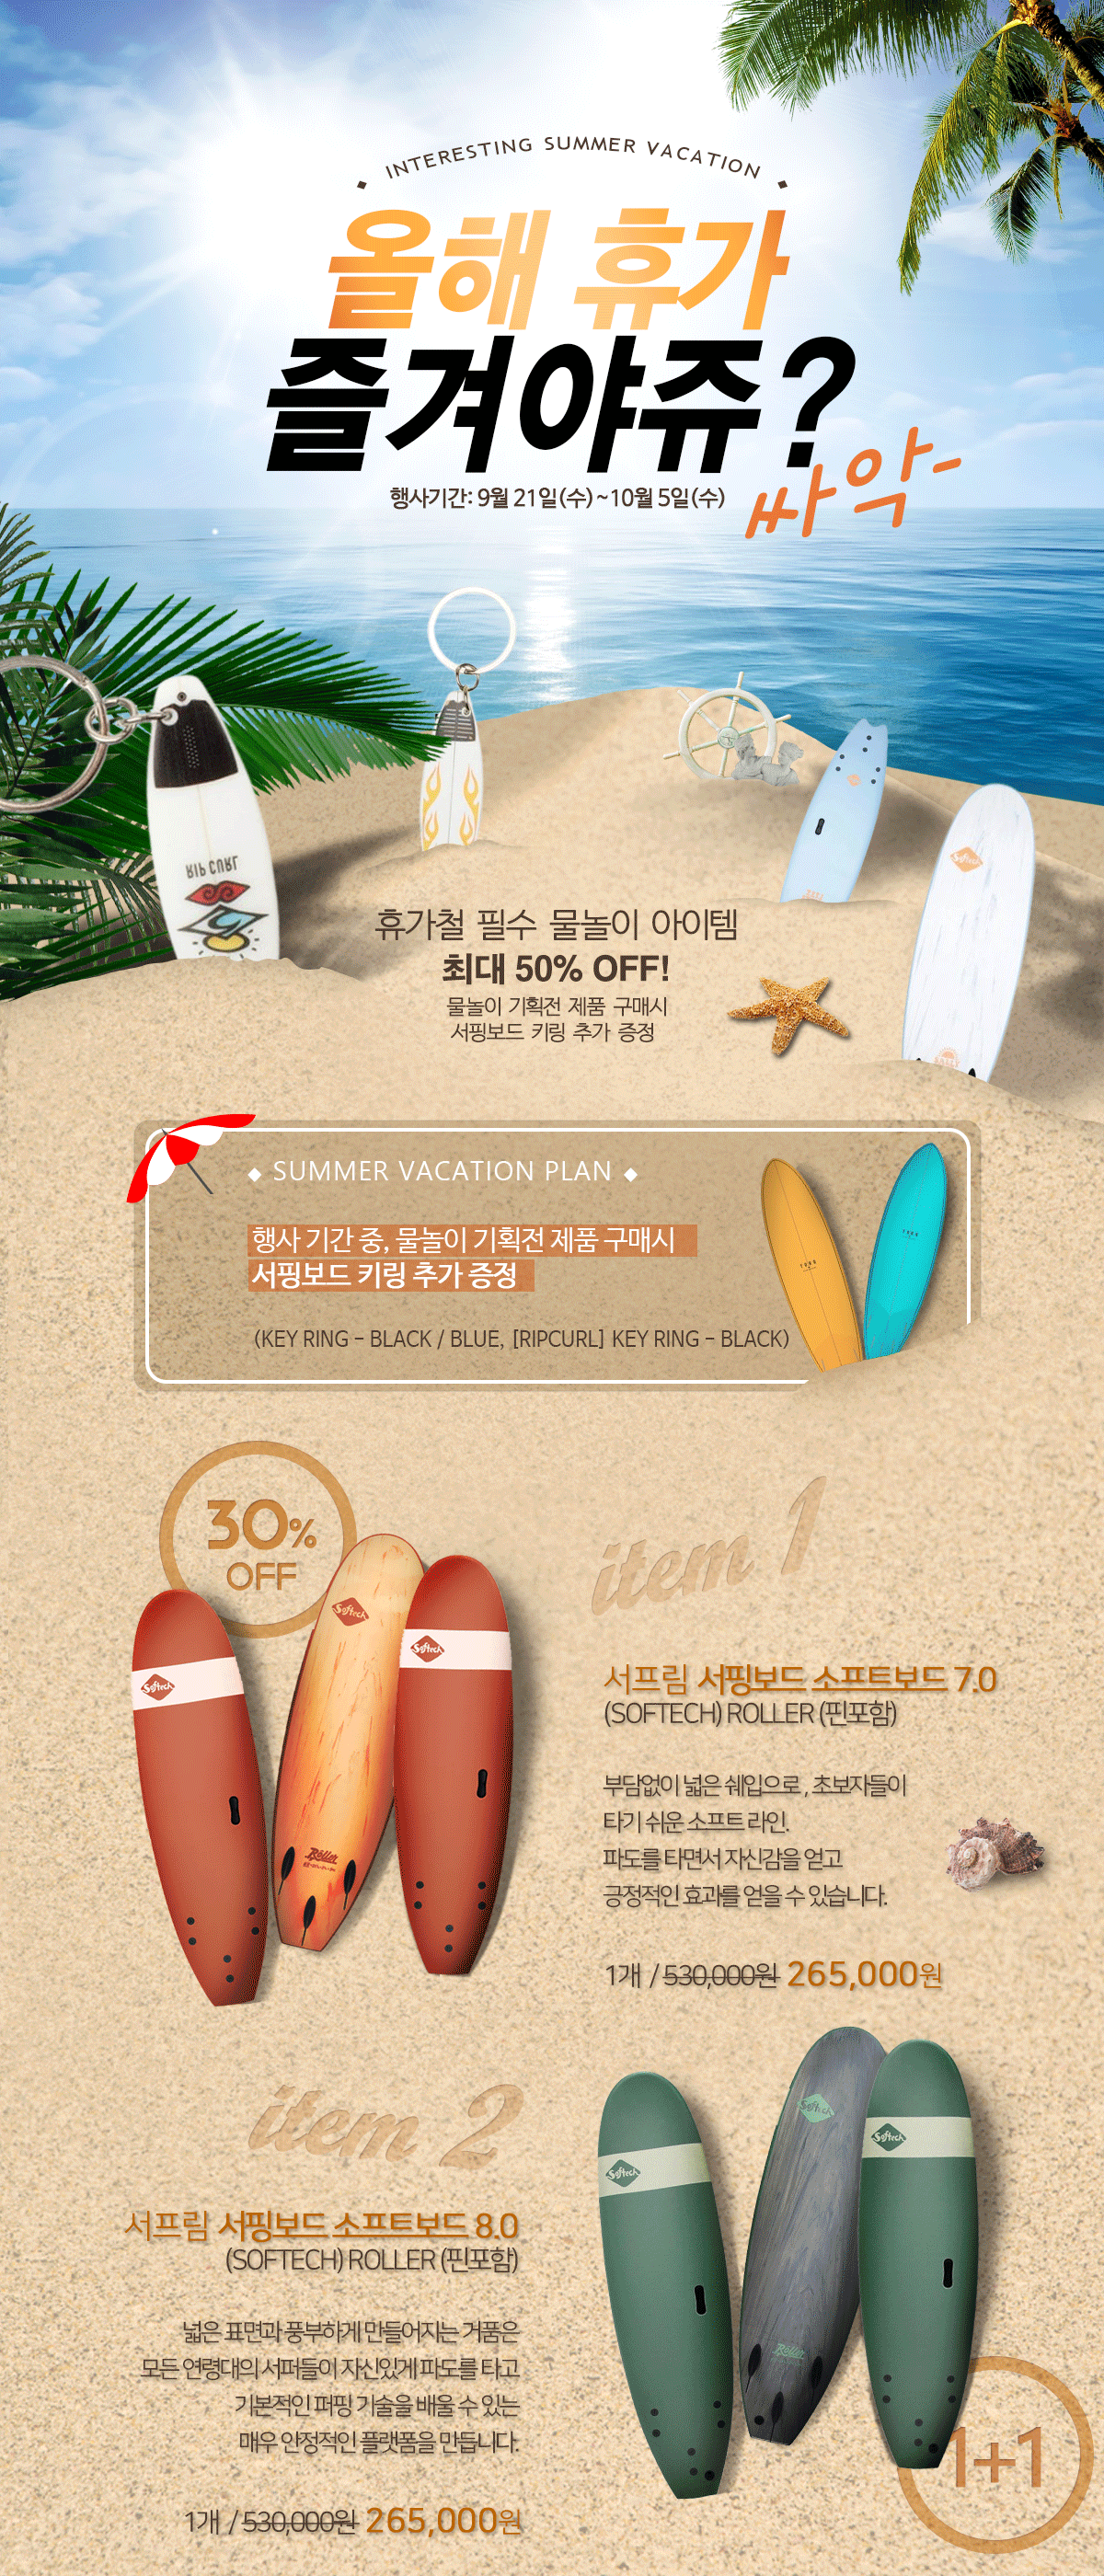 INTERESTING SUMMER VACATION
올해 휴가
즐겨야쥬?
싸악-
행사기간: 9월 21일(수) ~ 10월 5일(수)
RIP CURL
Softech
휴가철 필수 물놀이 아이템
최대 50% OFF!
물놀이 기획전 제품 구매시
서핑보드 키링 추가 증정
◆ SUMMER VACATION PLAN ◆
행사 기간 중, 물놀이 기획전 제품 구매시
서핑보드 키링 추가 증정
(KEY RING - BLACK / BLUE, [RIPCURL] KEY RING - BLACK)
30%
OFF
Softech
Softech
Softech
Roller
item 1
서프림 서핑보드 소프트보드 7.0
(SOFTECH) ROLLER (핀포함)
부담없이 넓은 쉐입으로 , 초보자들이
타기 쉬운 소프트 라인.
파도를 타면서 자신감을 얻고
긍정적인 효과를 얻을 수 있습니다.
1개 / 530,000원 265,000원
item 2
서프림 서핑보드 소프트보드 8.0
(SOFTECH) ROLLER (핀포함)
넓은 표면과 풍부하게 만들어지는 거품은
모든 연령대의 서퍼들이 자신있게 파도를 타고
기본적인 퍼핑 기술을 배울 수 있는
매우 안정적인 플랫폼을 만듭니다.
1개 / 530,000원 265,000원
Softech
Softech
Softech
Roller
1+1